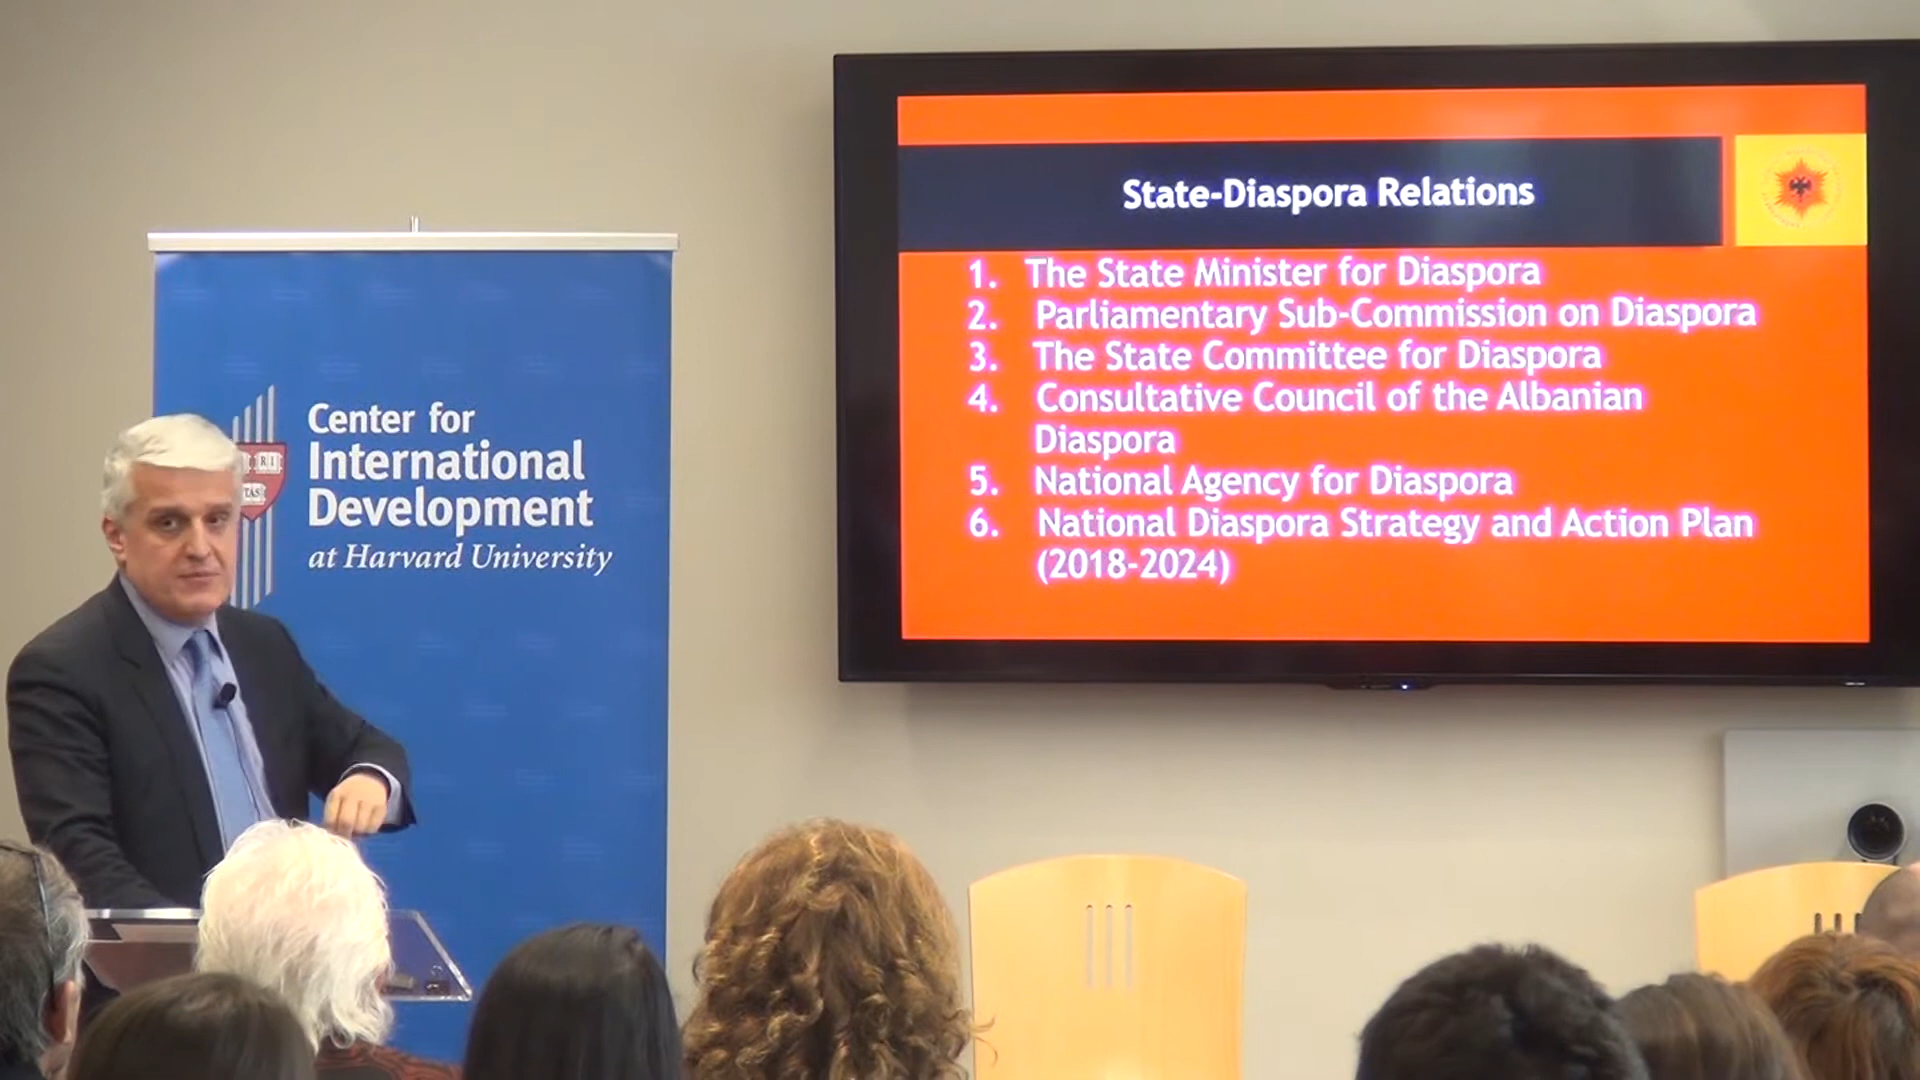 Center for
International
Development
at Harvard University
State-Diaspora Relations
1. The State Minister for Diaspora
2. Parliamentary Sub-Commission on Diaspora
3. The State Committee for Diaspora
4. Consultative Council of the Albanian
Diaspora
5. National Agency for Diaspora
6. National Diaspora Strategy and Action Plan
(2018-2024)